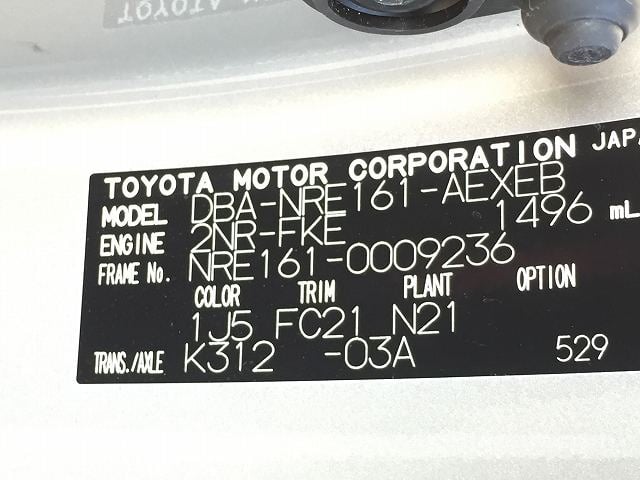 TOYOTA MOTOR CORPORATION JAPA
MODEL DBA-NRE161-AEXEB
ENGINE 2NR-FKE 1496 mL
FRAME No. NRE161-0009236
COLOR TRIM PLANT OPTION
1J5 FC21 N21
TRANS./AXLE K312 -03A 529